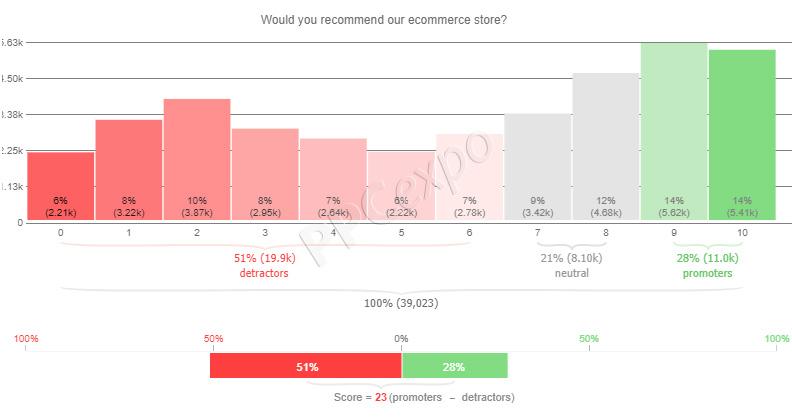 Would you recommend our ecommerce store?
5.63k
4.50k
3.38k
2.25k
1.13k
0
6% 8% 10% 8% 7% 6% 7% 9% 12% 14% 14%
(2.21k) (3.22k) (3.87k) (2.95k) (2.64k) (2.22k) (2.78k) (3.42k) (4.68k) (5.62k) (5.41k)
0 1 2 3 4 5 6 7 8 9 10
51% (19.9k) 21% (8.10k) 28% (11.0k)
detractors neutral promoters
100% (39,023)
100% 50% 0% 50% 100%
51% 28%
Score = 23 (promoters – detractors)
PPCexpo